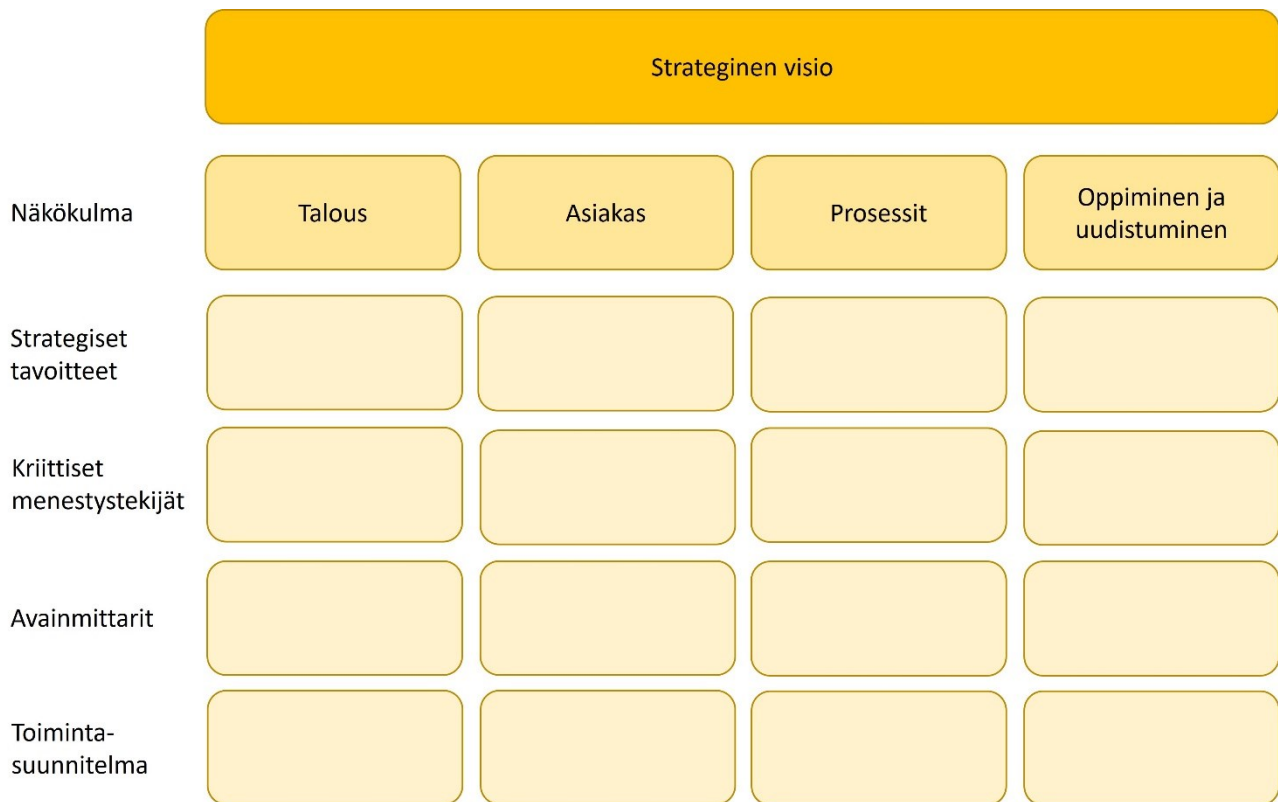 Strateginen visio
Näkökulma
Talous
Asiakas
Prosessit
Oppiminen ja
uudistuminen
Strategiset
tavoitteet
Kriittiset
menestystekijät
Avainmittarit
Toiminta-
suunnitelma